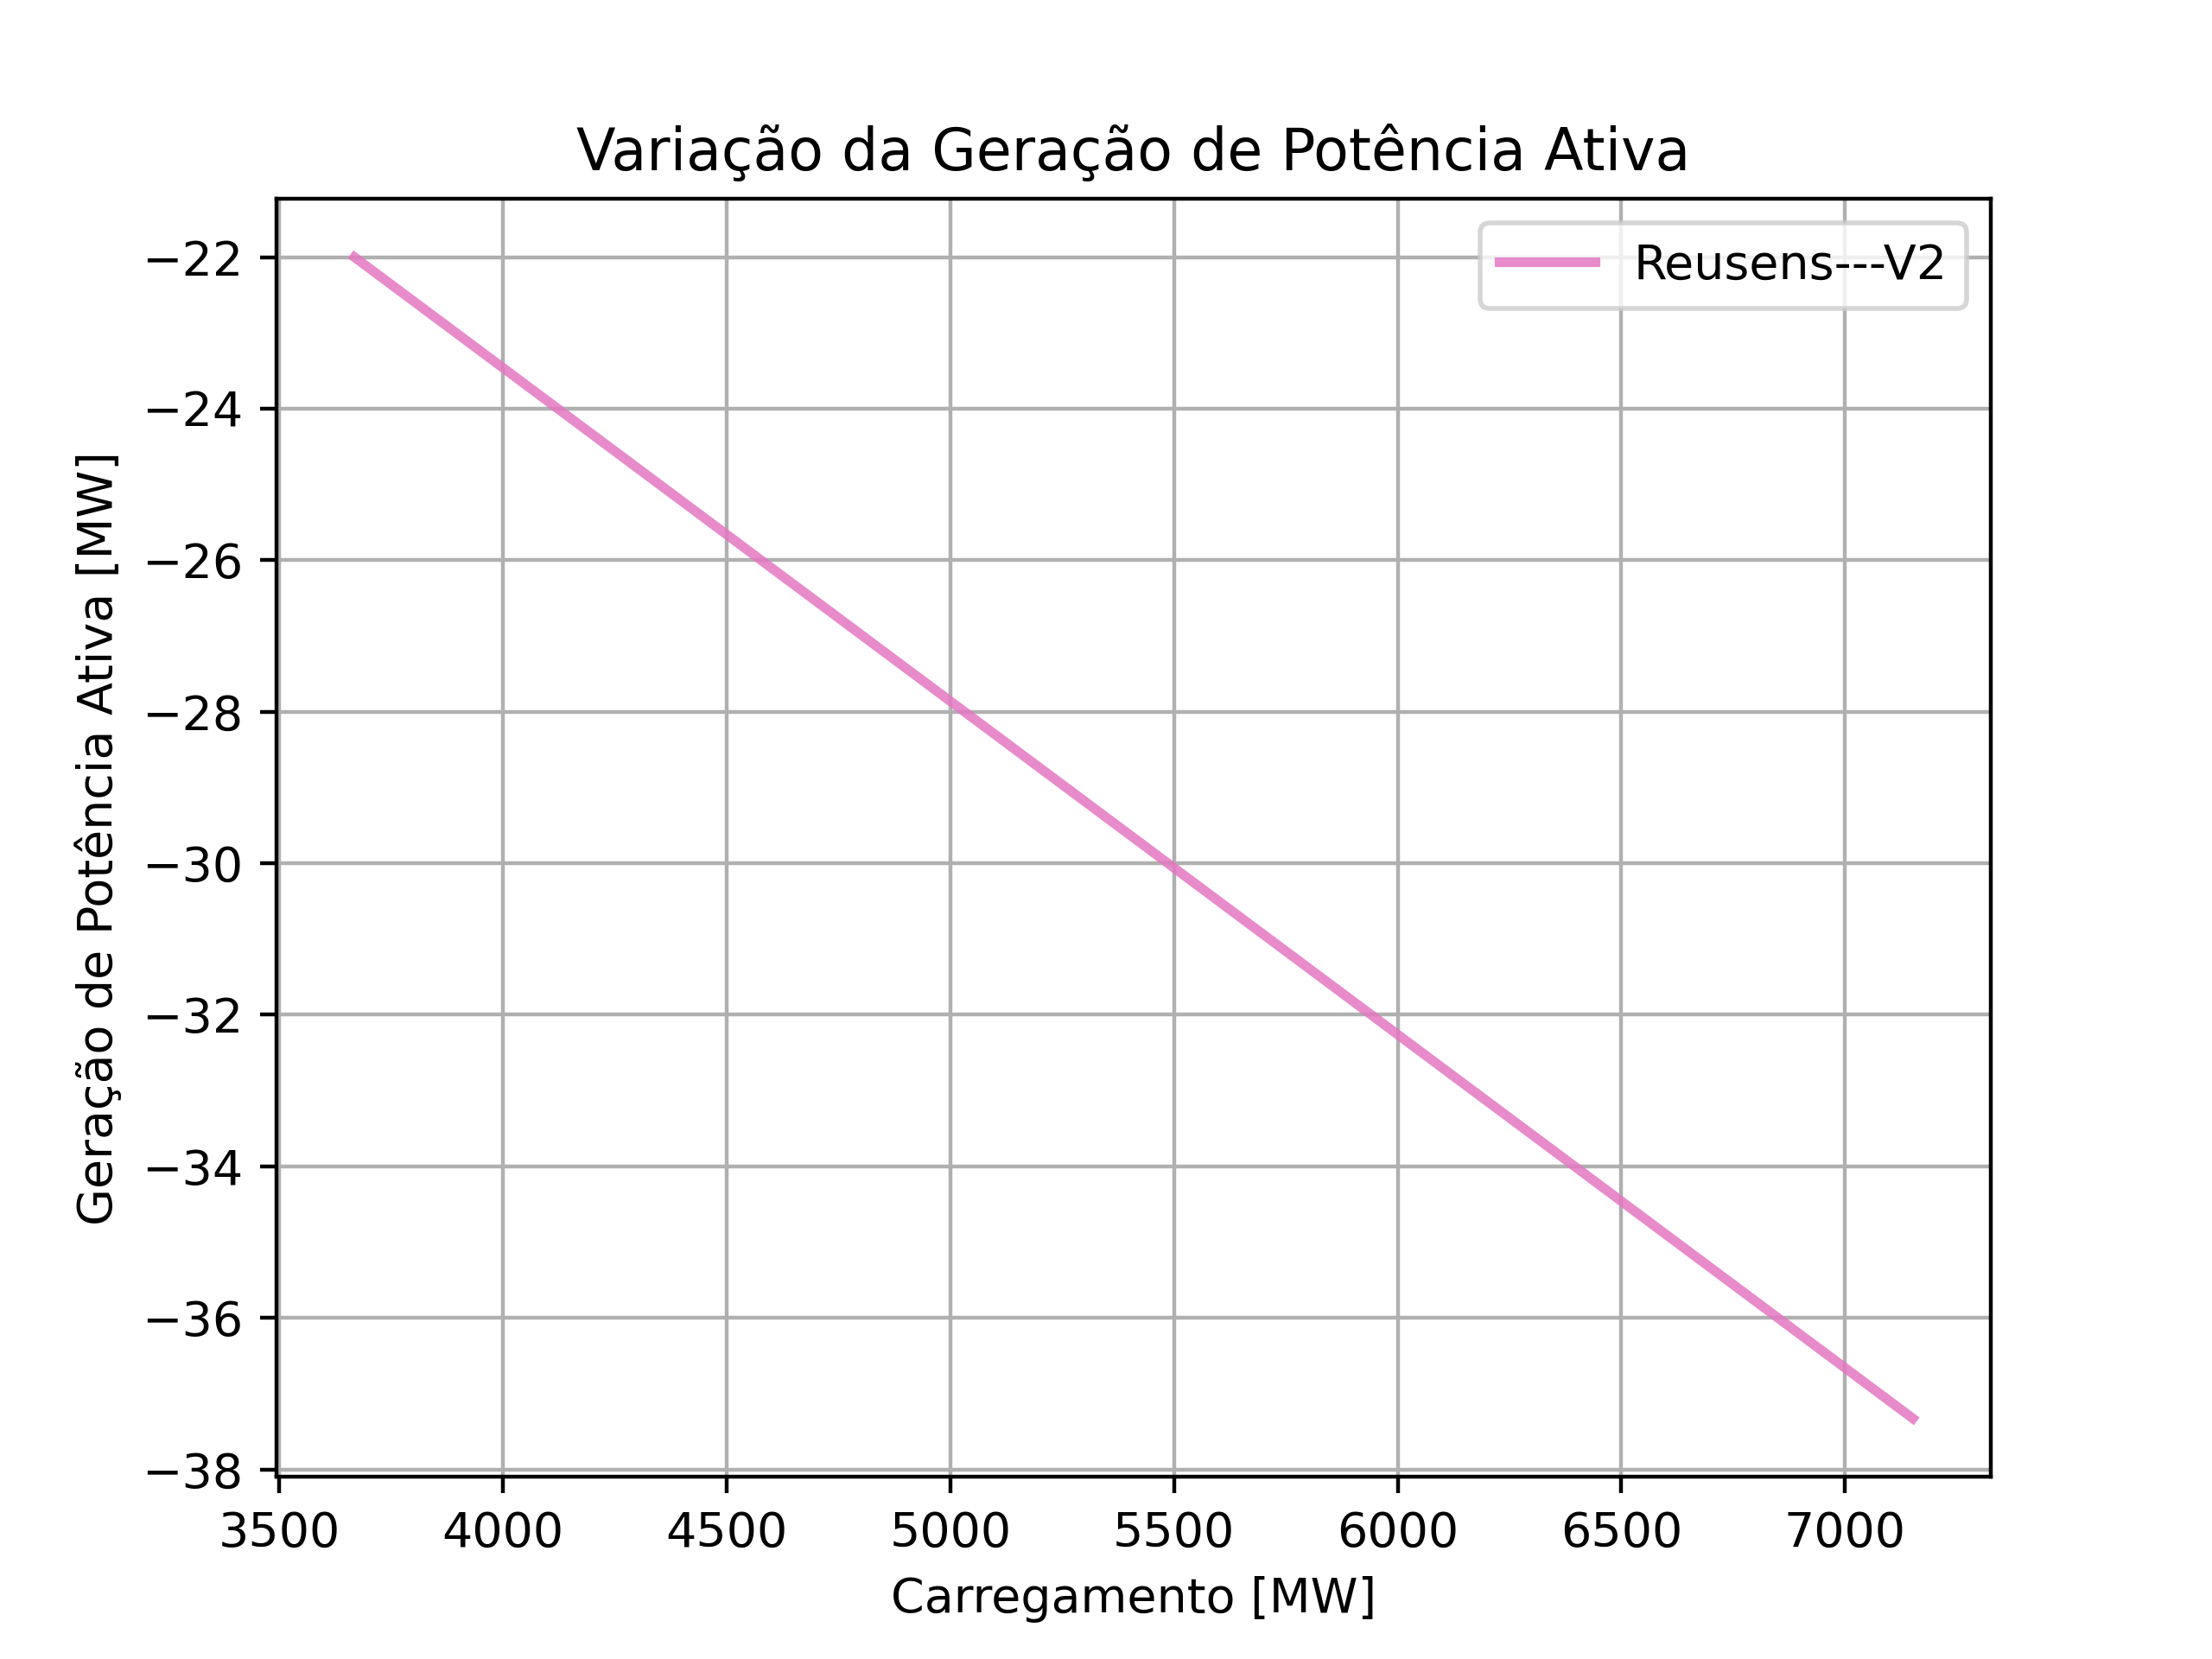 Variação da Geração de Potência Ativa
Reusens---V2
Geração de Potência Ativa [MW]
−22
−24
−26
−28
−30
−32
−34
−36
−38
3500 4000 4500 5000 5500 6000 6500 7000
Carregamento [MW]